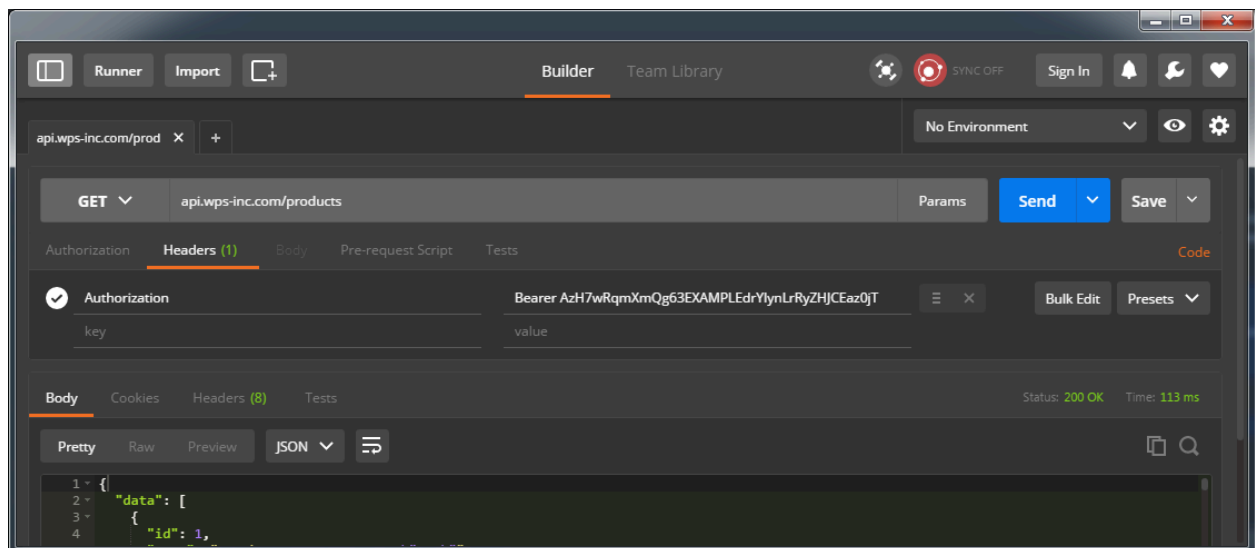 Runner Import Builder Team Library SYNC OFF Sign In
api.wps-inc.com/prod No Environment
GET api.wps-inc.com/products Params Send Save
Authorization Headers (1) Body Pre-request Script Tests Code
Authorization Bearer AzH7wRqmXmQg63EXAMPLEdrYlynLrRyZHJCEaz0jT Bulk Edit Presets
key value
Body Cookies Headers (8) Tests Status: 200 OK Time: 113 ms
Pretty Raw Preview JSON
1 {
2 "data": [
3 {
4 "id": 1,